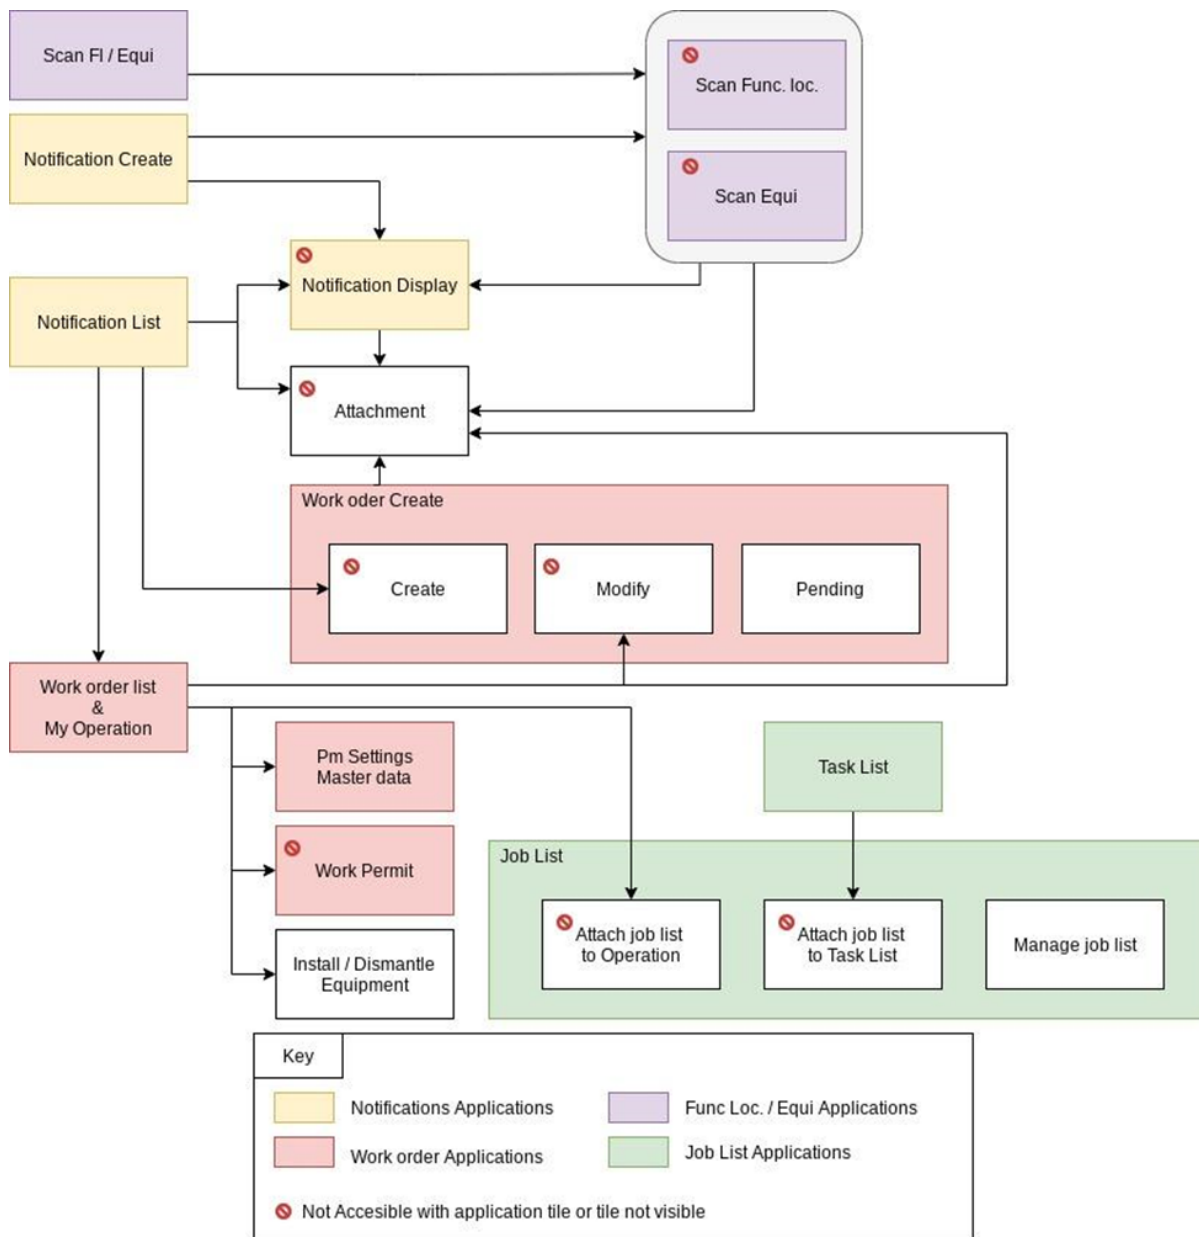 Scan Fl / Equi
Scan Func. loc.
Notification Create
Scan Equi
Notification Display
Notification List
Attachment
Work oder Create
Create
Modify
Pending
Work order list
&
My Operation
Pm Settings
Master data
Task List
Work Permit
Job List
Attach job list
to Operation
Attach job list
to Task List
Manage job list
Install / Dismantle
Equipment
Key
Notifications Applications
Func Loc. / Equi Applications
Work order Applications
Job List Applications
Not Accesible with application tile or tile not visible